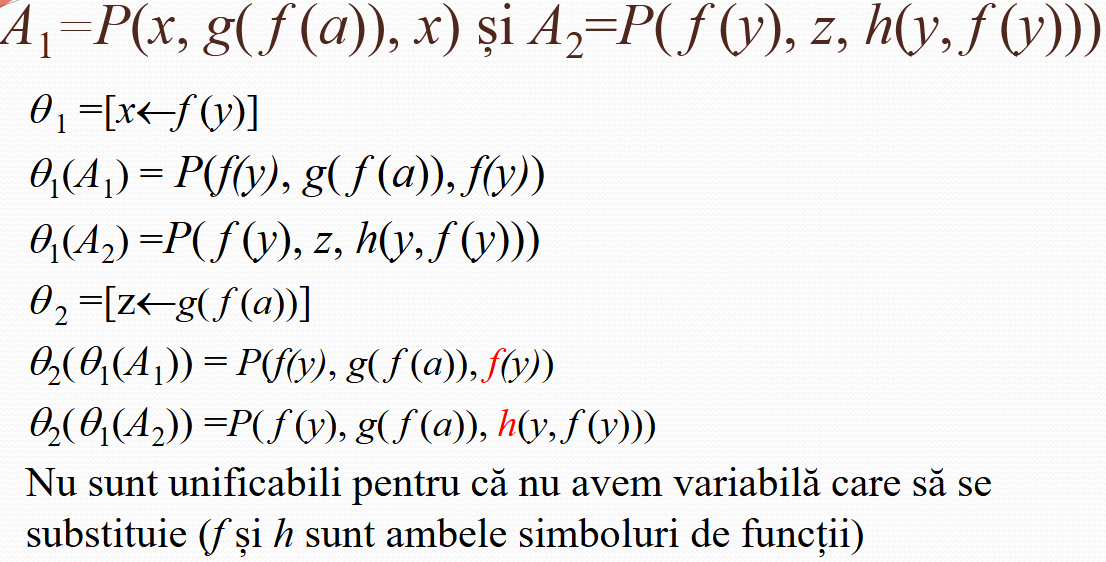 A₁=P(x, g(f(a)), x) și A₂=P(f(y), z, h(y,f(y)))
θ₁ =[x←f(y)]
θ₁(A₁) = P(f(y), g(f(a)), f(y))
θ₁(A₂) =P(f(y), z, h(y,f(y)))
θ₂ =[z←g(f(a))]
θ₂(θ₁(A₁)) = P(f(y), g(f(a)), f(y))
θ₂(θ₁(A₂)) =P(f(y), g(f(a)), h(y,f(y)))
Nu sunt unificabili pentru că nu avem variabilă care să se
substituie (f și h sunt ambele simboluri de funcții)